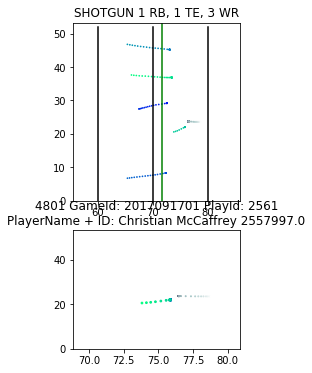 SHOTGUN 1 RB, 1 TE, 3 WR
50
40
30
20
10
0
60 70 80
4801 GameId: 2017091701 PlayId: 2561
PlayerName + ID: Christian McCaffrey 2557997.0
40
20
0
70.0 72.5 75.0 77.5 80.0